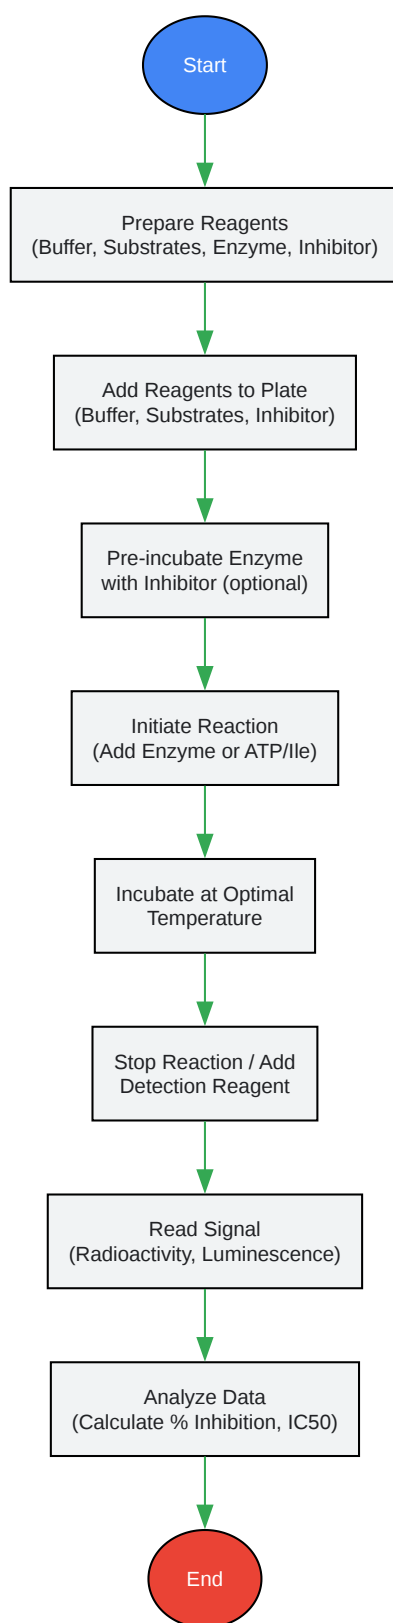 Start
Prepare Reagents
(Buffer, Substrates, Enzyme, Inhibitor)
Add Reagents to Plate
(Buffer, Substrates, Inhibitor)
Pre-incubate Enzyme
with Inhibitor (optional)
Initiate Reaction
(Add Enzyme or ATP/Ile)
Incubate at Optimal
Temperature
Stop Reaction / Add
Detection Reagent
Read Signal
(Radioactivity, Luminescence)
Analyze Data
(Calculate % Inhibition, IC50)
End